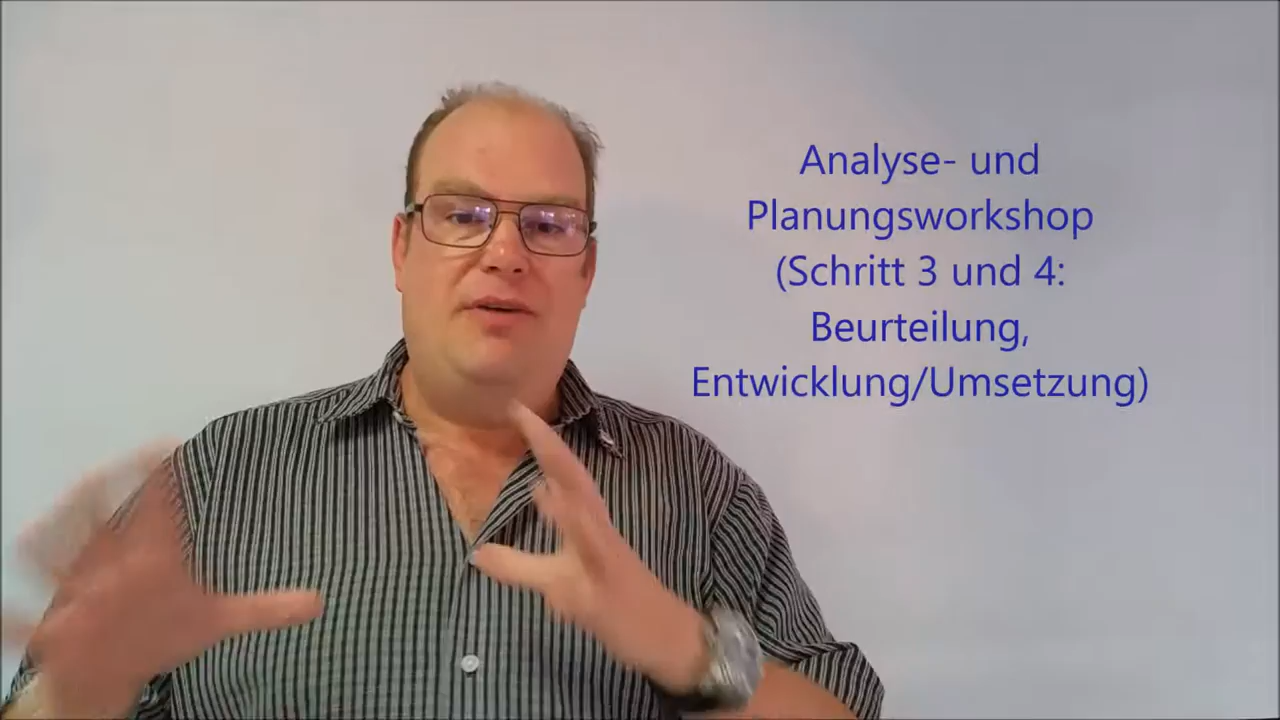 Analyse- und
Planungsworkshop
(Schritt 3 und 4:
Beurteilung,
Entwicklung/Umsetzung)